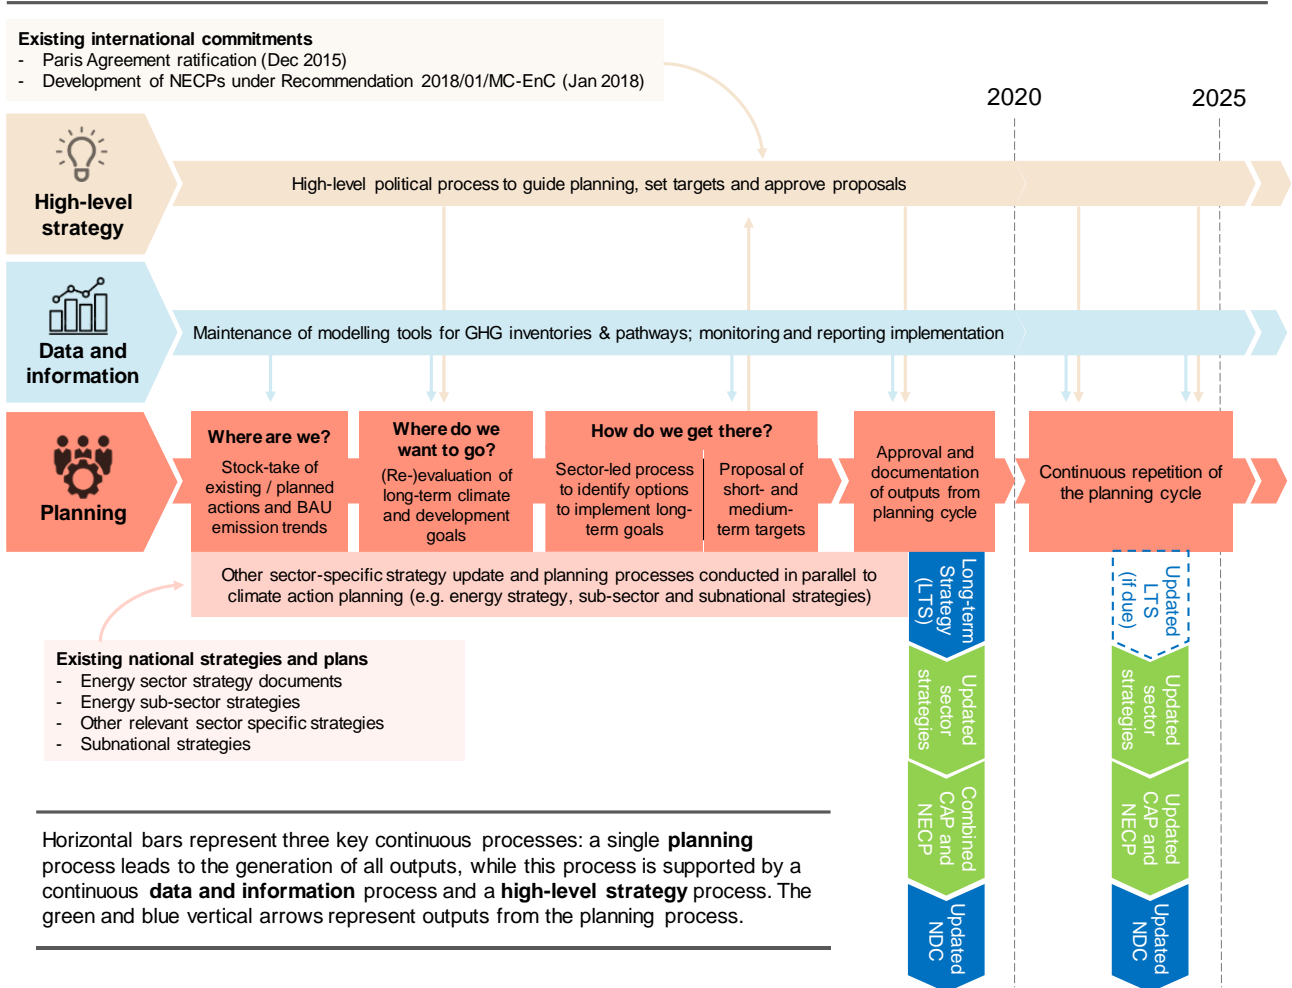 Existing international commitments
- Paris Agreement ratification (Dec 2015)
- Development of NECPs under Recommendation 2018/01/MC-EnC (Jan 2018)
2020
2025
High-level
strategy
High-level political process to guide planning, set targets and approve proposals
Data and
information
Maintenance of modelling tools for GHG inventories & pathways; monitoring and reporting implementation
Planning
Where are we?
Stock-take of
existing / planned
actions and BAU
emission trends
Where do we
want to go?
(Re-)evaluation of
long-term climate
and development
goals
How do we get there?
Sector-led process
to identify options
to implement long-
term goals
Proposal of
short- and
medium-
term targets
Approval and
documentation
of outputs from
planning cycle
Continuous repetition of
the planning cycle
Other sector-specific strategy update and planning processes conducted in parallel to
climate action planning (e.g. energy strategy, sub-sector and subnational strategies)
Long-term
Strategy
(LTS)
Updated
sector
strategies
Combined
CAP and
NECP
Updated
NDC
Updated
LTS
(if due)
Updated
sector
strategies
Updated
CAP and
NECP
Updated
NDC
Existing national strategies and plans
- Energy sector strategy documents
- Energy sub-sector strategies
- Other relevant sector specific strategies
- Subnational strategies
Horizontal bars represent three key continuous processes: a single planning
process leads to the generation of all outputs, while this process is supported by a
continuous data and information process and a high-level strategy process. The
green and blue vertical arrows represent outputs from the planning process.